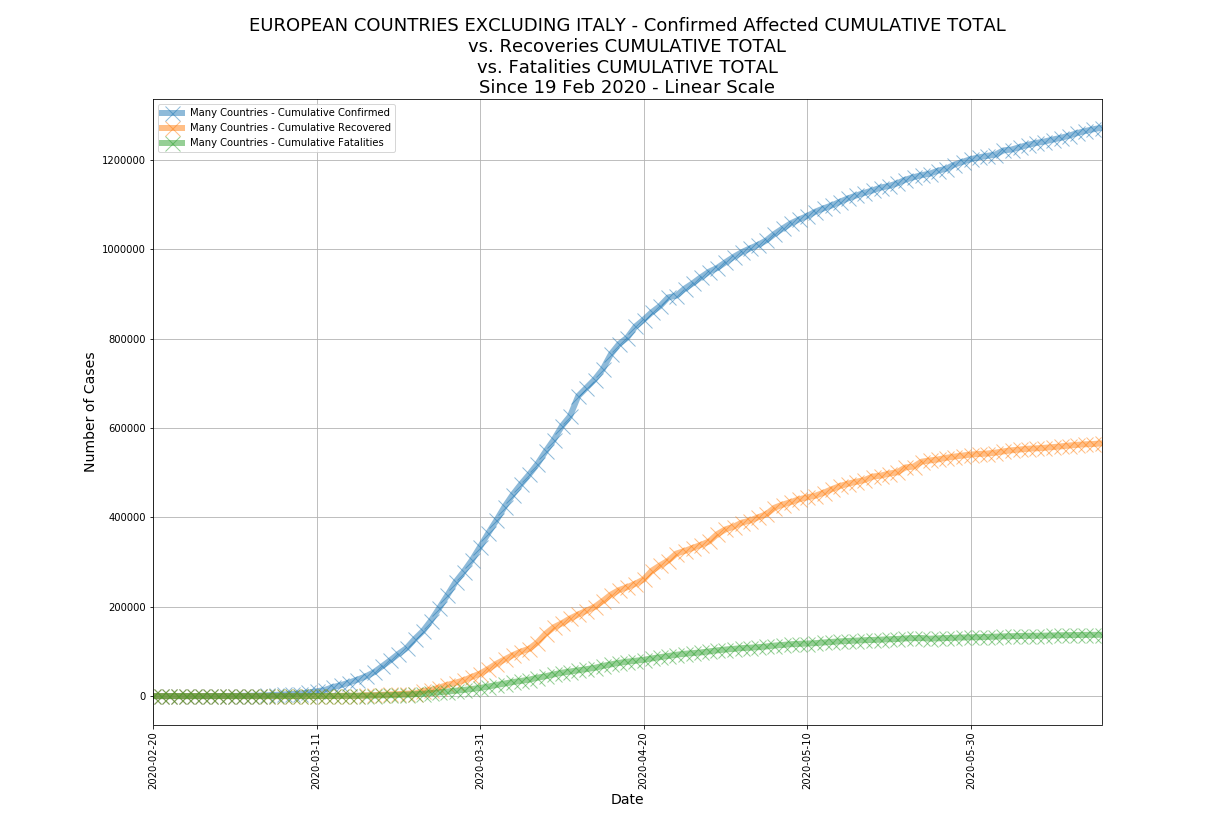 EUROPEAN COUNTRIES EXCLUDING ITALY - Confirmed Affected CUMULATIVE TOTAL
vs. Recoveries CUMULATIVE TOTAL
vs. Fatalities CUMULATIVE TOTAL
Since 19 Feb 2020 - Linear Scale
Many Countries - Cumulative Confirmed
Many Countries - Cumulative Recovered
Many Countries - Cumulative Fatalities
Number of Cases
1200000
1000000
800000
600000
400000
200000
0
2020-02-20
2020-03-11
2020-03-31
2020-04-20
2020-05-10
2020-05-30
Date